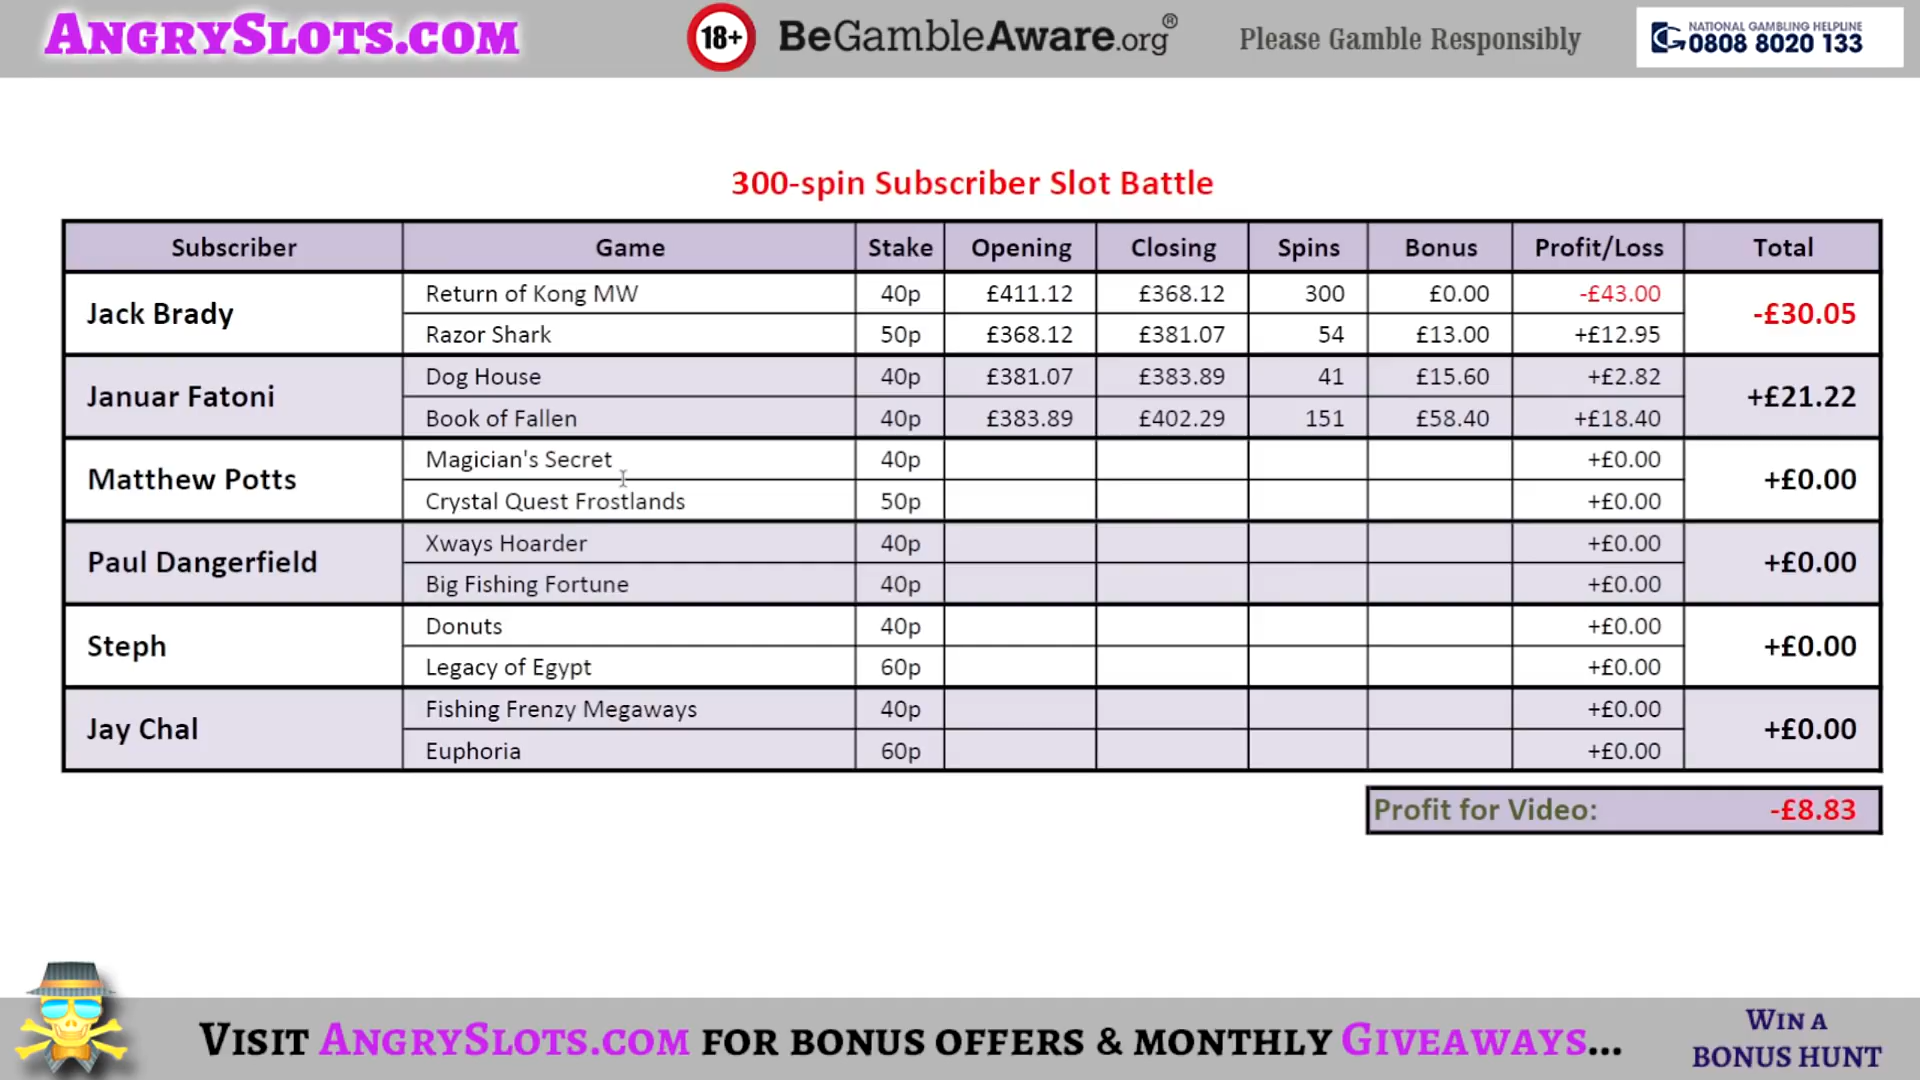 AngrySlots.com
18+
BeGambleAware.org®
Please Gamble Responsibly
NATIONAL GAMBLING HELPLINE
0808 8020 133
300-spin Subscriber Slot Battle
Subscriber Game Stake Opening Closing Spins Bonus Profit/Loss Total
Jack Brady
Return of Kong MW 40p £411.12 £368.12 300 £0.00 -£43.00
-£30.05
Razor Shark 50p £368.12 £381.07 54 £13.00 +£12.95
Januar Fatoni
Dog House 40p £381.07 £383.89 41 £15.60 +£2.82
+£21.22
Book of Fallen 40p £383.89 £402.29 151 £58.40 +£18.40
Matthew Potts
Magician's Secret 40p +£0.00
+£0.00
Crystal Quest Frostlands 50p +£0.00
Paul Dangerfield
Xways Hoarder 40p +£0.00
+£0.00
Big Fishing Fortune 40p +£0.00
Steph
Donuts 40p +£0.00
+£0.00
Legacy of Egypt 60p +£0.00
Jay Chal
Fishing Frenzy Megaways 40p +£0.00
+£0.00
Euphoria 60p +£0.00
Profit for Video: -£8.83
Visit AngrySlots.com for bonus offers & monthly Giveaways...
Win a
Bonus Hunt